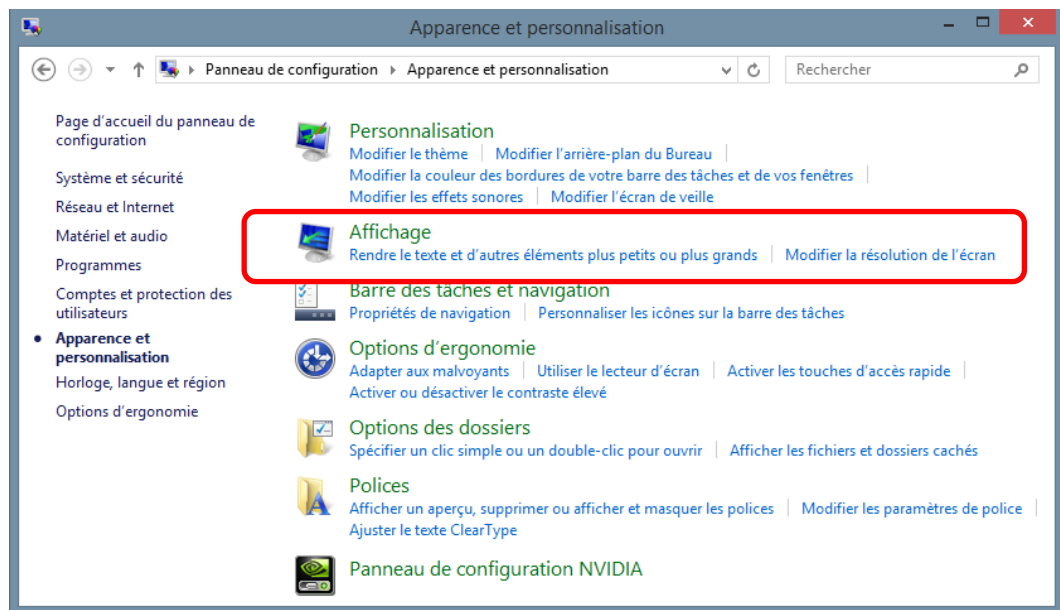 Apparence et personnalisation
Panneau de configuration Apparence et personnalisation Rechercher
Page d'accueil du panneau de
configuration
Système et sécurité
Réseau et Internet
Matériel et audio
Programmes
Comptes et protection des
utilisateurs
Apparence et
personnalisation
Horloge, langue et région
Options d'ergonomie
Personnalisation
Modifier le thème Modifier l'arrière-plan du Bureau
Modifier la couleur des bordures de votre barre des tâches et de vos fenêtres
Modifier les effets sonores Modifier l'écran de veille
Affichage
Rendre le texte et d'autres éléments plus petits ou plus grands Modifier la résolution de l'écran
Barre des tâches et navigation
Propriétés de navigation Personnaliser les icônes sur la barre des tâches
Options d'ergonomie
Adapter aux malvoyants Utiliser le lecteur d'écran Activer les touches d'accès rapide
Activer ou désactiver le contraste élevé
Options des dossiers
Spécifier un clic simple ou un double-clic pour ouvrir Afficher les fichiers et dossiers cachés
Polices
Afficher un aperçu, supprimer ou afficher et masquer les polices Modifier les paramètres de police
Ajuster le texte ClearType
Panneau de configuration NVIDIA